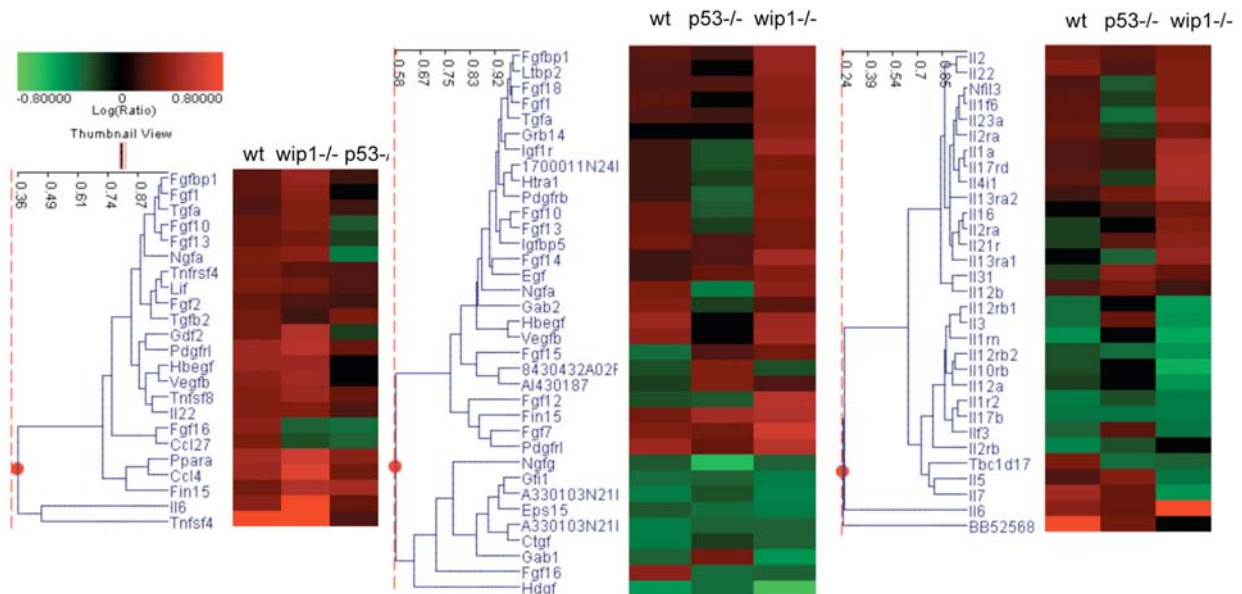 -0.80000 0 0.80000
Log(Ratio)
Thumbnail View
wt wip1-/- p53-/
0.36 0.49 0.61 0.74 0.87
Fgfbp1
Fgf1
Tgfa
Fgf10
Fgf13
Ngfa
Tnfrsf4
Lif
Fgf2
Tgfb2
Gdf2
Pdgfrl
Hbegf
Vegfb
Tnfsf8
Il22
Fgf16
Ccl27
Ppara
Ccl4
Fin15
Il6
Tnfsf4
wt p53-/- wip1-/-
0.58 0.67 0.75 0.83 0.92
Fgfbp1
Ltbp2
Fgf18
Fgf1
Tgfa
Grb14
Igf1r
1700011N24I
Htra1
Pdgfrb
Fgf10
Fgf13
Igfbp5
Fgf14
Egf
Ngfa
Gab2
Hbegf
Vegfb
Fgf15
8430432A02F
AI430187
Fgf12
Fin15
Fgf7
Pdgfrl
Ngfg
Gfi1
A330103N21I
Eps15
A330103N21I
Ctgf
Gab1
Fgf16
Hdgf
wt p53-/- wip1-/-
0.24 0.39 0.54 0.7 0.85
Il2
Il22
Nfil3
Il1f6
Il23a
Il2ra
Il1a
Il17rd
Il4i1
Il13ra2
Il16
Il2ra
Il21r
Il13ra1
Il31
Il12b
Il12rb1
Il3
Il1rn
Il12rb2
Il10rb
Il12a
Il1r2
Il17b
Ilf3
Il2rb
Tbc1d17
Il5
Il7
Il6
BB52568